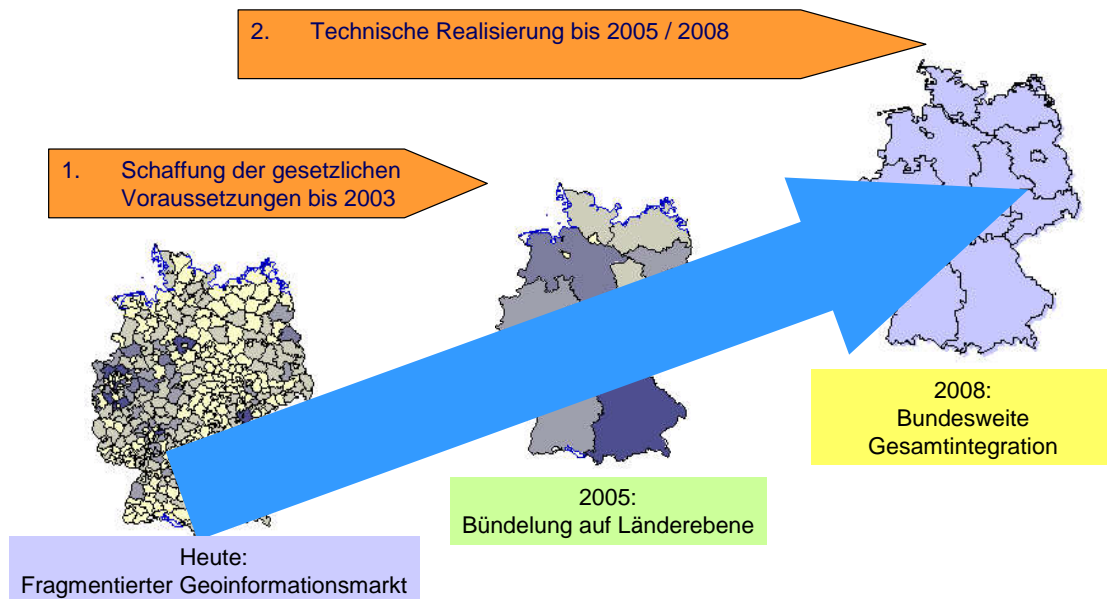 2. Technische Realisierung bis 2005 / 2008
1. Schaffung der gesetzlichen
Voraussetzungen bis 2003
2008:
Bundesweite
Gesamtintegration
2005:
Bündelung auf Länderebene
Heute:
Fragmentierter Geoinformationsmarkt